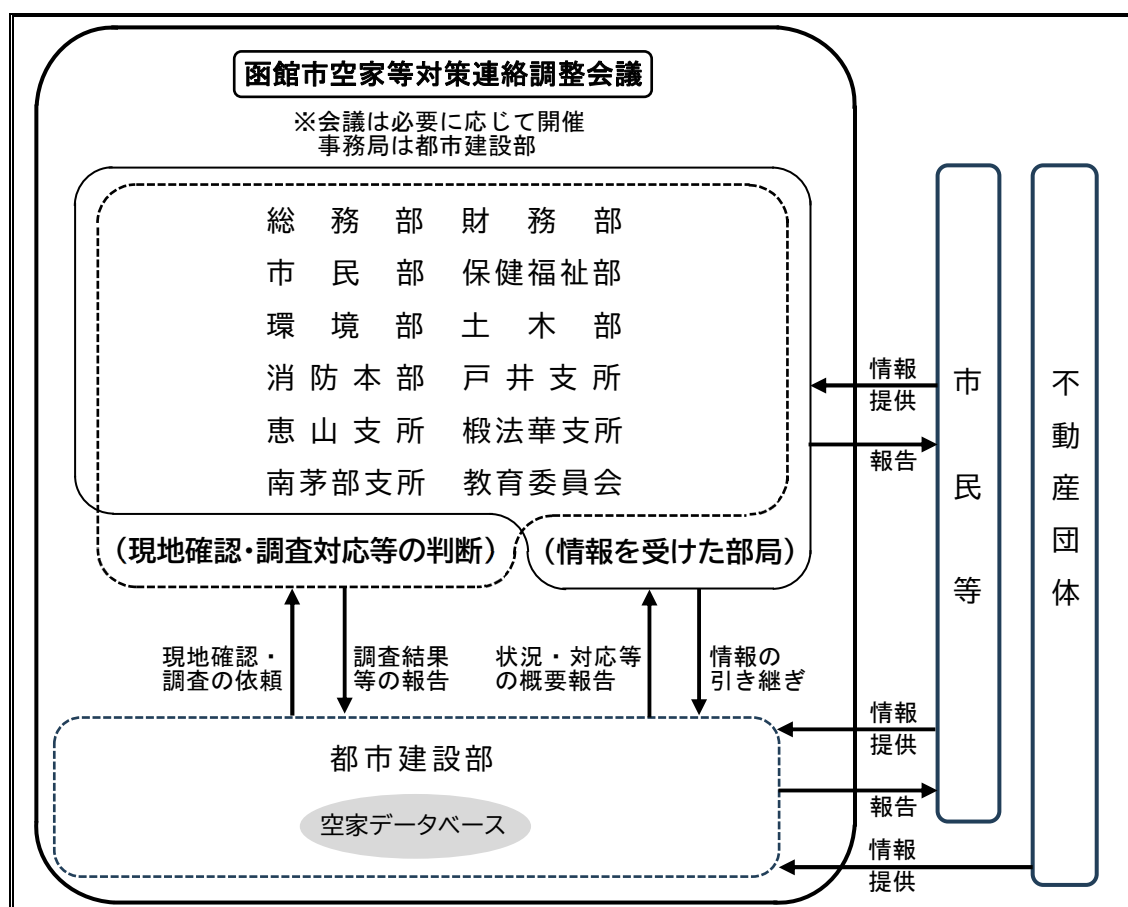 函館市空家等対策連絡調整会議
※会議は必要に応じて開催
事務局は都市建設部
総務部 財務部
市民部 保健福祉部
環境部 土木部
消防本部 戸井支所
恵山支所 椴法華支所
南茅部支所 教育委員会
（現地確認・調査対応等の判断）
（情報を受けた部局）
現地確認・
調査の依頼
調査結果
等の報告
状況・対応等
の概要報告
情報の
引き継ぎ
都市建設部
空家データベース
情報
提供
報告
情報
提供
報告
情報
提供
市民等
不動産団体